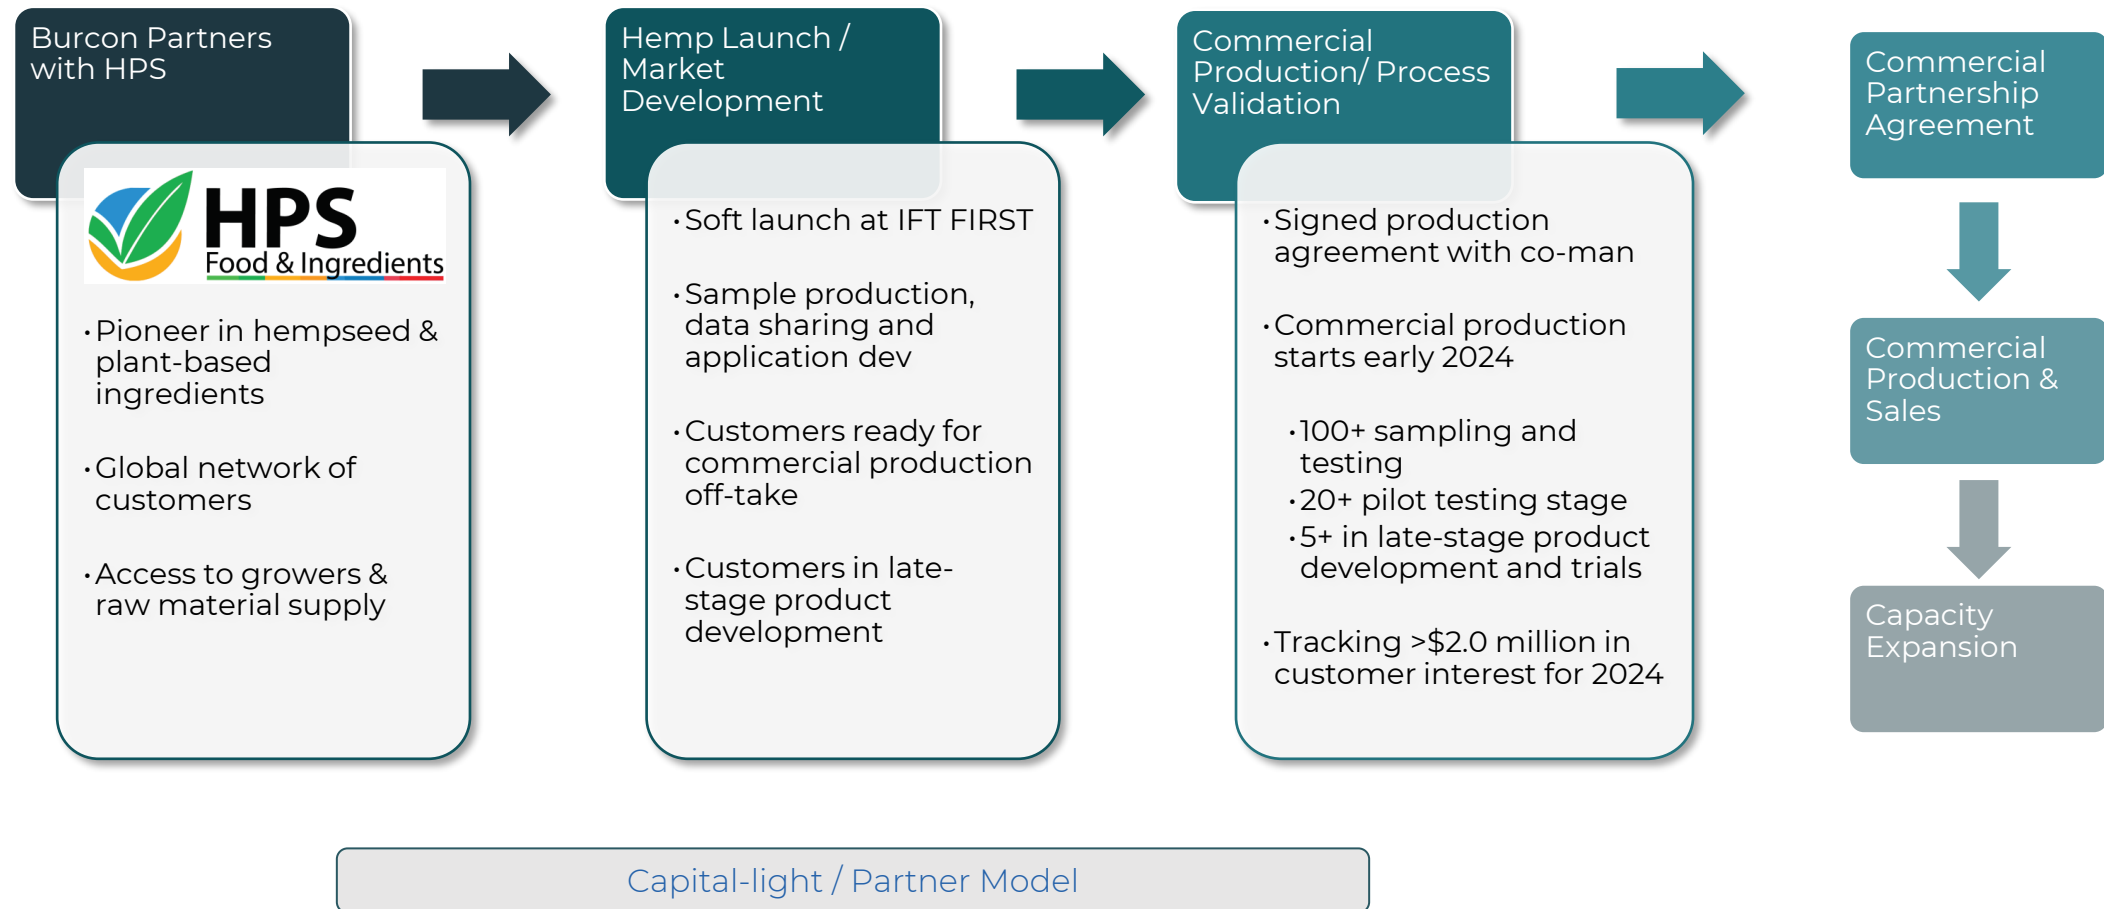 Burcon Partners
with HPS
HPS
Food & Ingredients
·Pioneer in hempseed &
plant-based
ingredients
·Global network of
customers
·Access to growers &
raw material supply
Hemp Launch /
Market
Development
·Soft launch at IFT FIRST
·Sample production,
data sharing and
application dev
·Customers ready for
commercial production
off-take
·Customers in late-
stage product
development
Commercial
Production/ Process
Validation
·Signed production
agreement with co-man
·Commercial production
starts early 2024
·100+ sampling and
testing
·20+ pilot testing stage
·5+ in late-stage product
development and trials
·Tracking >$2.0 million in
customer interest for 2024
Commercial
Partnership
Agreement
Commercial
Production &
Sales
Capacity
Expansion
Capital-light / Partner Model